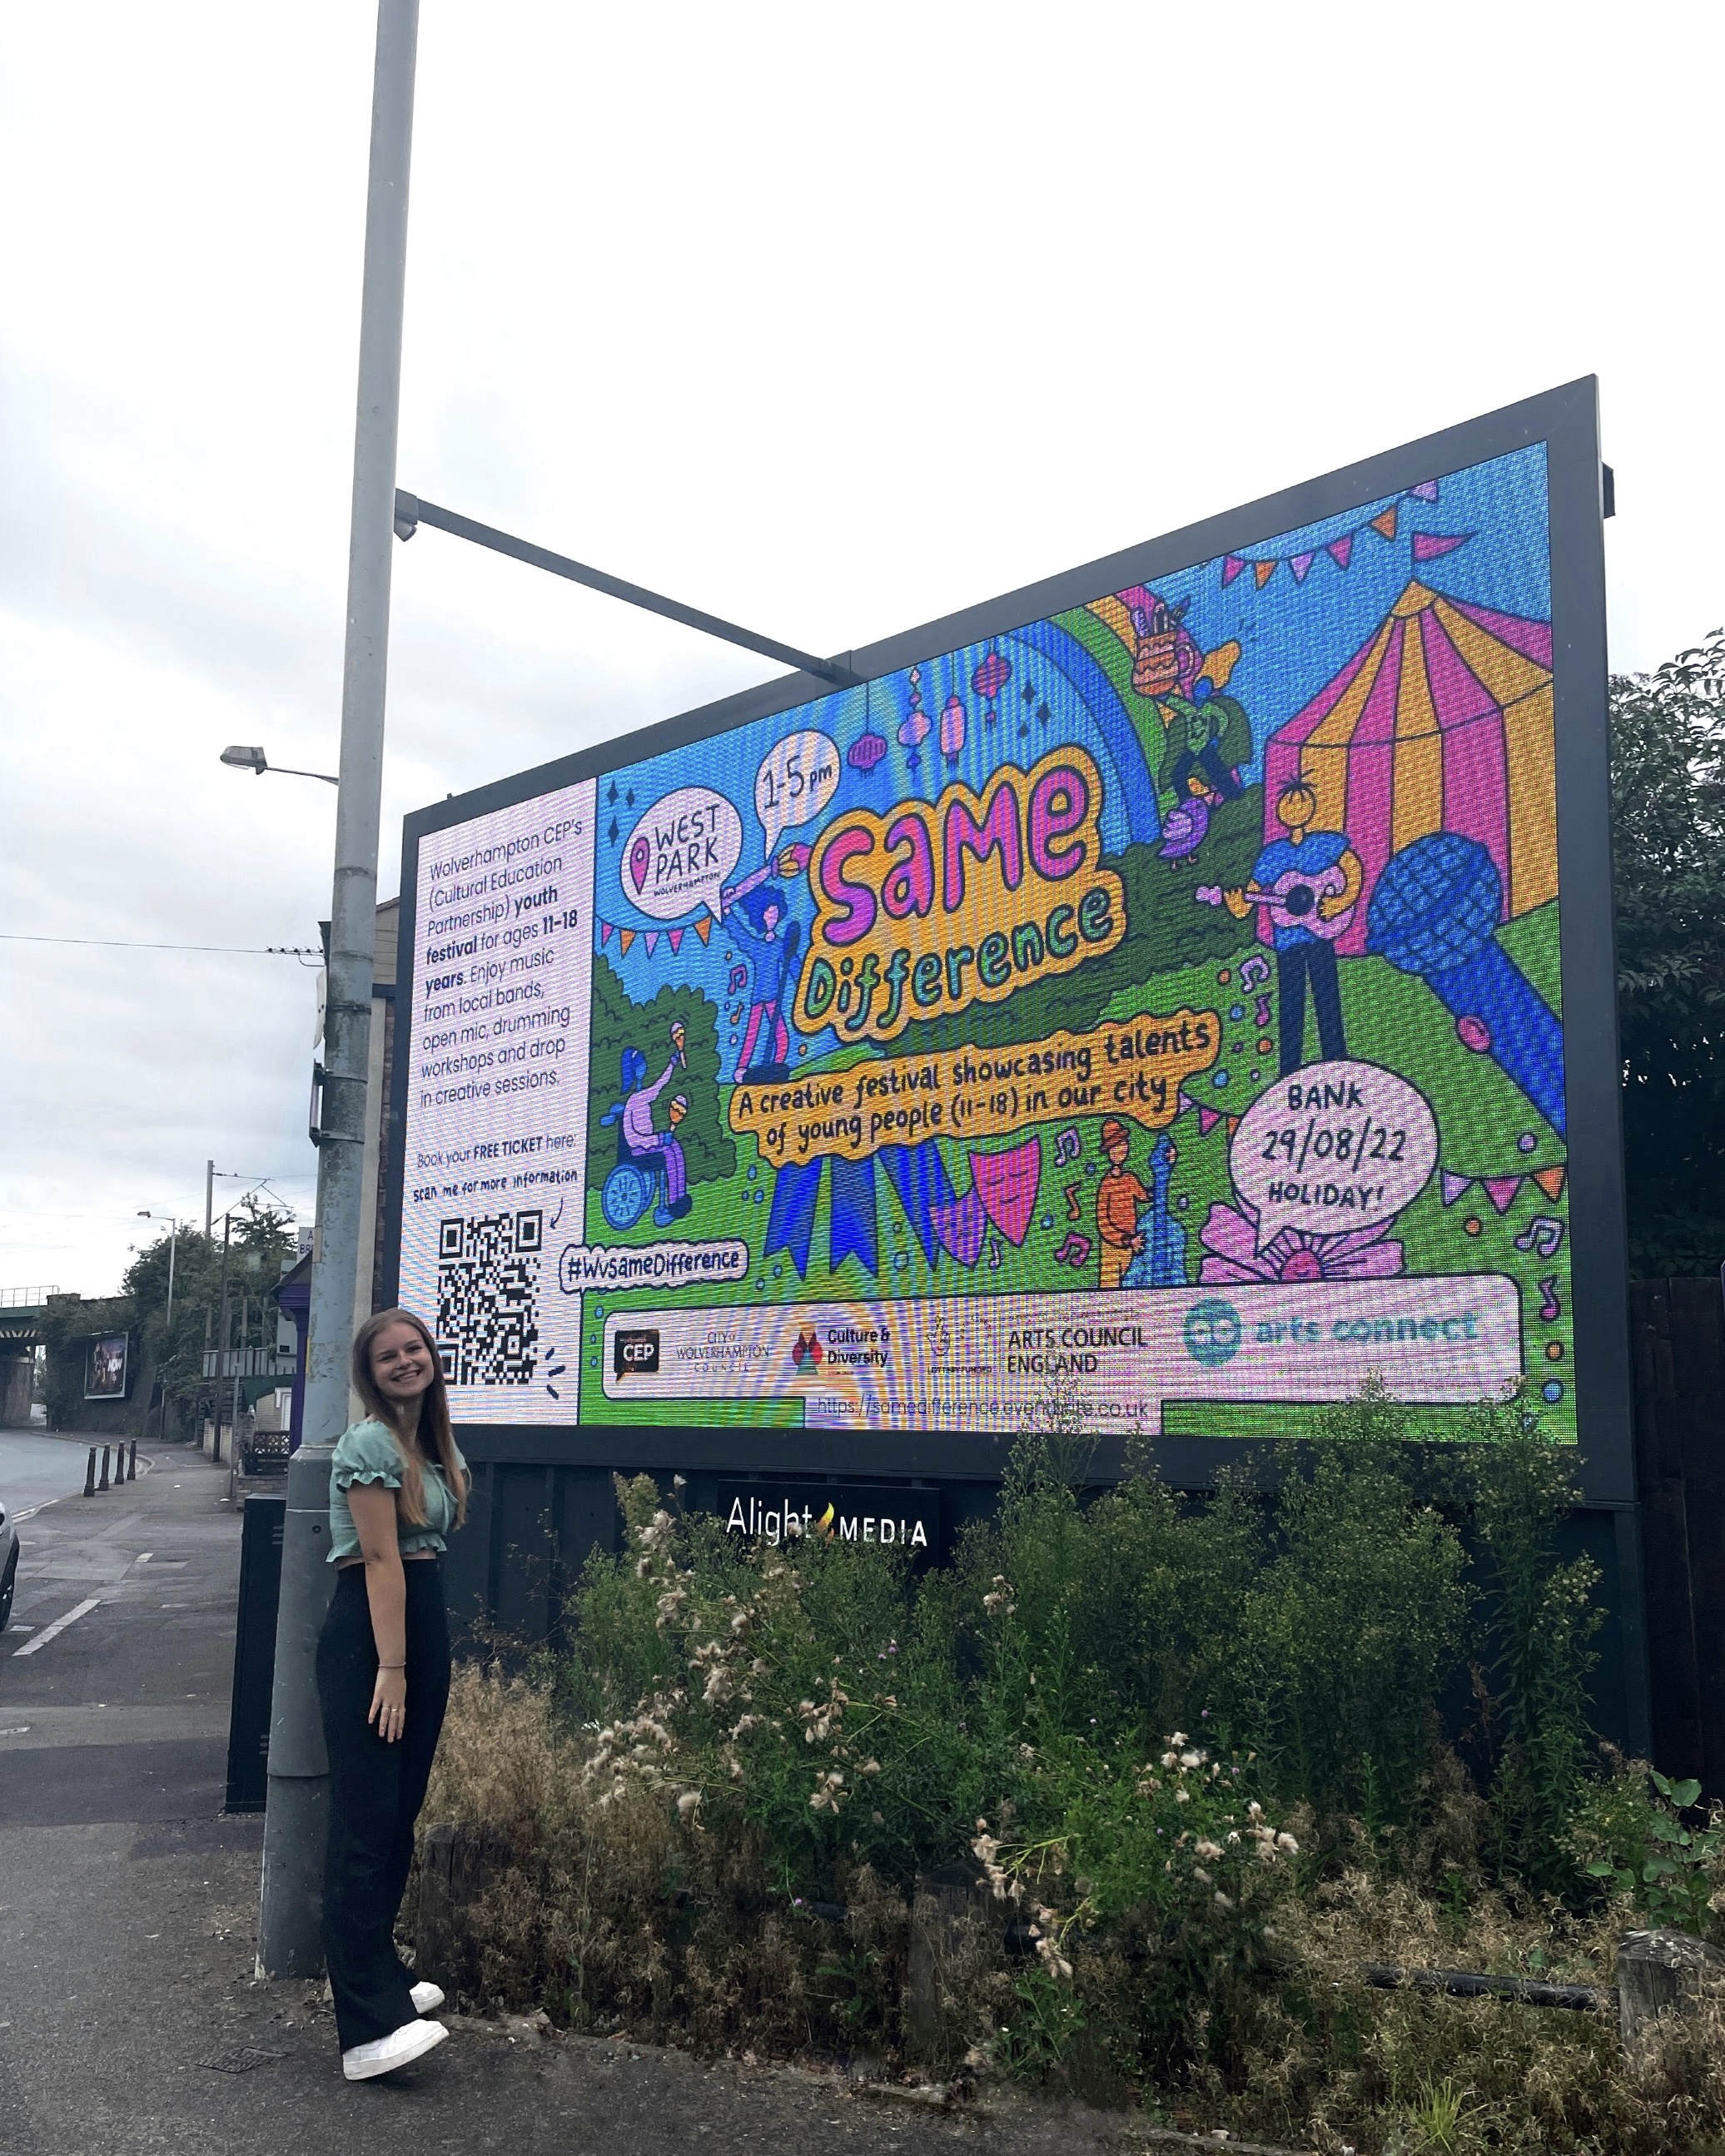 Wolverhampton CEP's
(Cultural Education
Partnership) youth
festival for ages 11-18
years. Enjoy music
from local bands,
open mic, drumming
workshops and drop
in creative sessions.
Book your FREE TICKET here:
scan me for more information
WEST
PARK
WOLVERHAMPTON
1-5pm
Same
Difference
A creative festival showcasing talents
of young people (11-18) in our city
BANK
29/08/22
HOLIDAY!
#WVSameDifference
CEP
CITY OF
WOLVERHAMPTON
COUNCIL
Culture &
Diversity
LOTTERY FUNDED
ARTS COUNCIL
ENGLAND
arts connect
https://samedifference.eventbrite.co.uk
Alight MEDIA